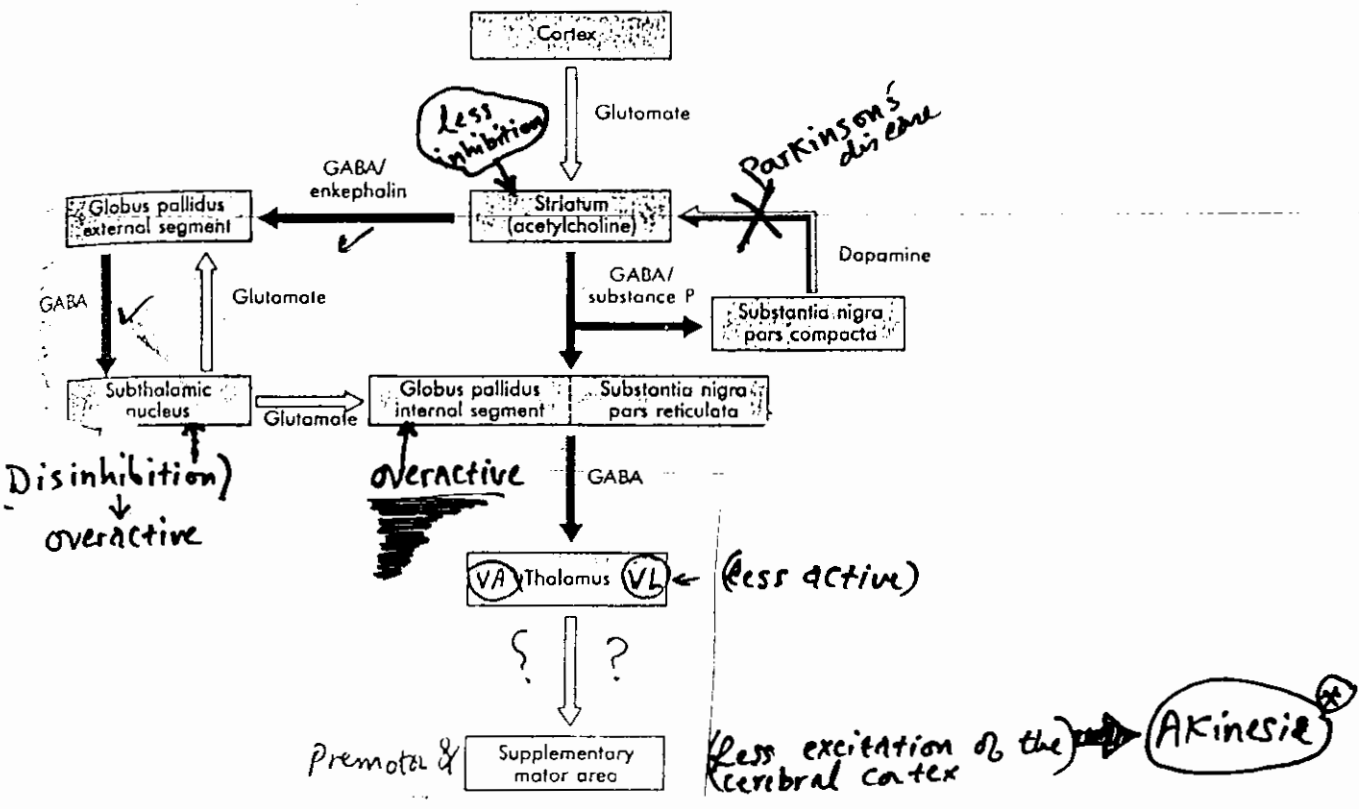 Cortex
less
inhibition
Glutamate
Parkinson's
disease
GABA/
enkephalin
Globus pallidus
external segment
Striatum
(acetylcholine)
Dopamine
GABA
Glutamate
GABA/
substance P
Substantia nigra
pars compacta
Subthalamic
nucleus
Glutamate
Globus pallidus
internal segment
Substantia nigra
pars reticulata
Disinhibition)
overactive
overactive
GABA
VA Thalamus VL
(less active)
? ?
Premotor &
Supplementary
motor area
(Less excitation of the)
cerebral cortex
AKinesia
*